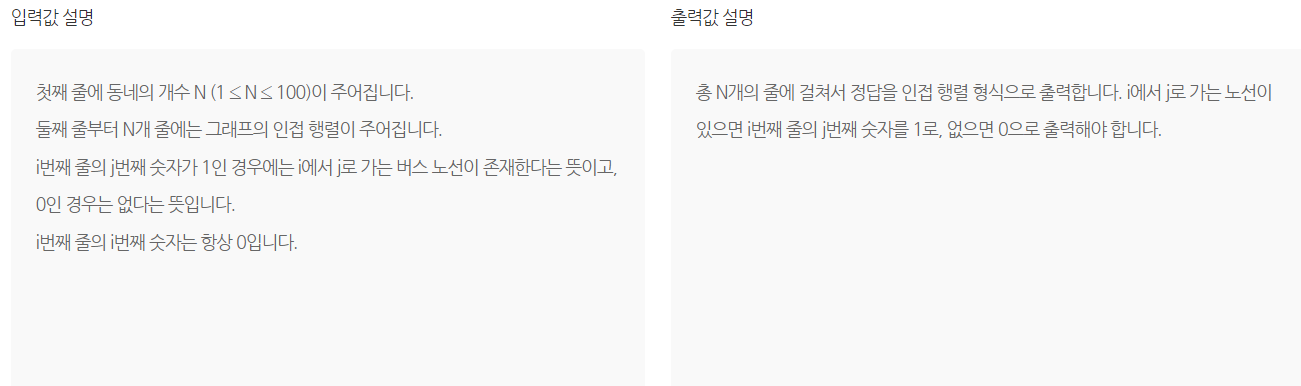 입력값 설명
첫째 줄에 동네의 개수 N (1 ≤ N ≤ 100)이 주어집니다.
둘째 줄부터 N개 줄에는 그래프의 인접 행렬이 주어집니다.
i번째 줄의 j번째 숫자가 1인 경우에는 i에서 j로 가는 버스 노선이 존재한다는 뜻이고,
0인 경우는 없다는 뜻입니다.
i번째 줄의 i번째 숫자는 항상 0입니다.
출력값 설명
총 N개의 줄에 걸쳐서 정답을 인접 행렬 형식으로 출력합니다. i에서 j로 가는 노선이
있으면 i번째 줄의 j번째 숫자를 1로, 없으면 0으로 출력해야 합니다.